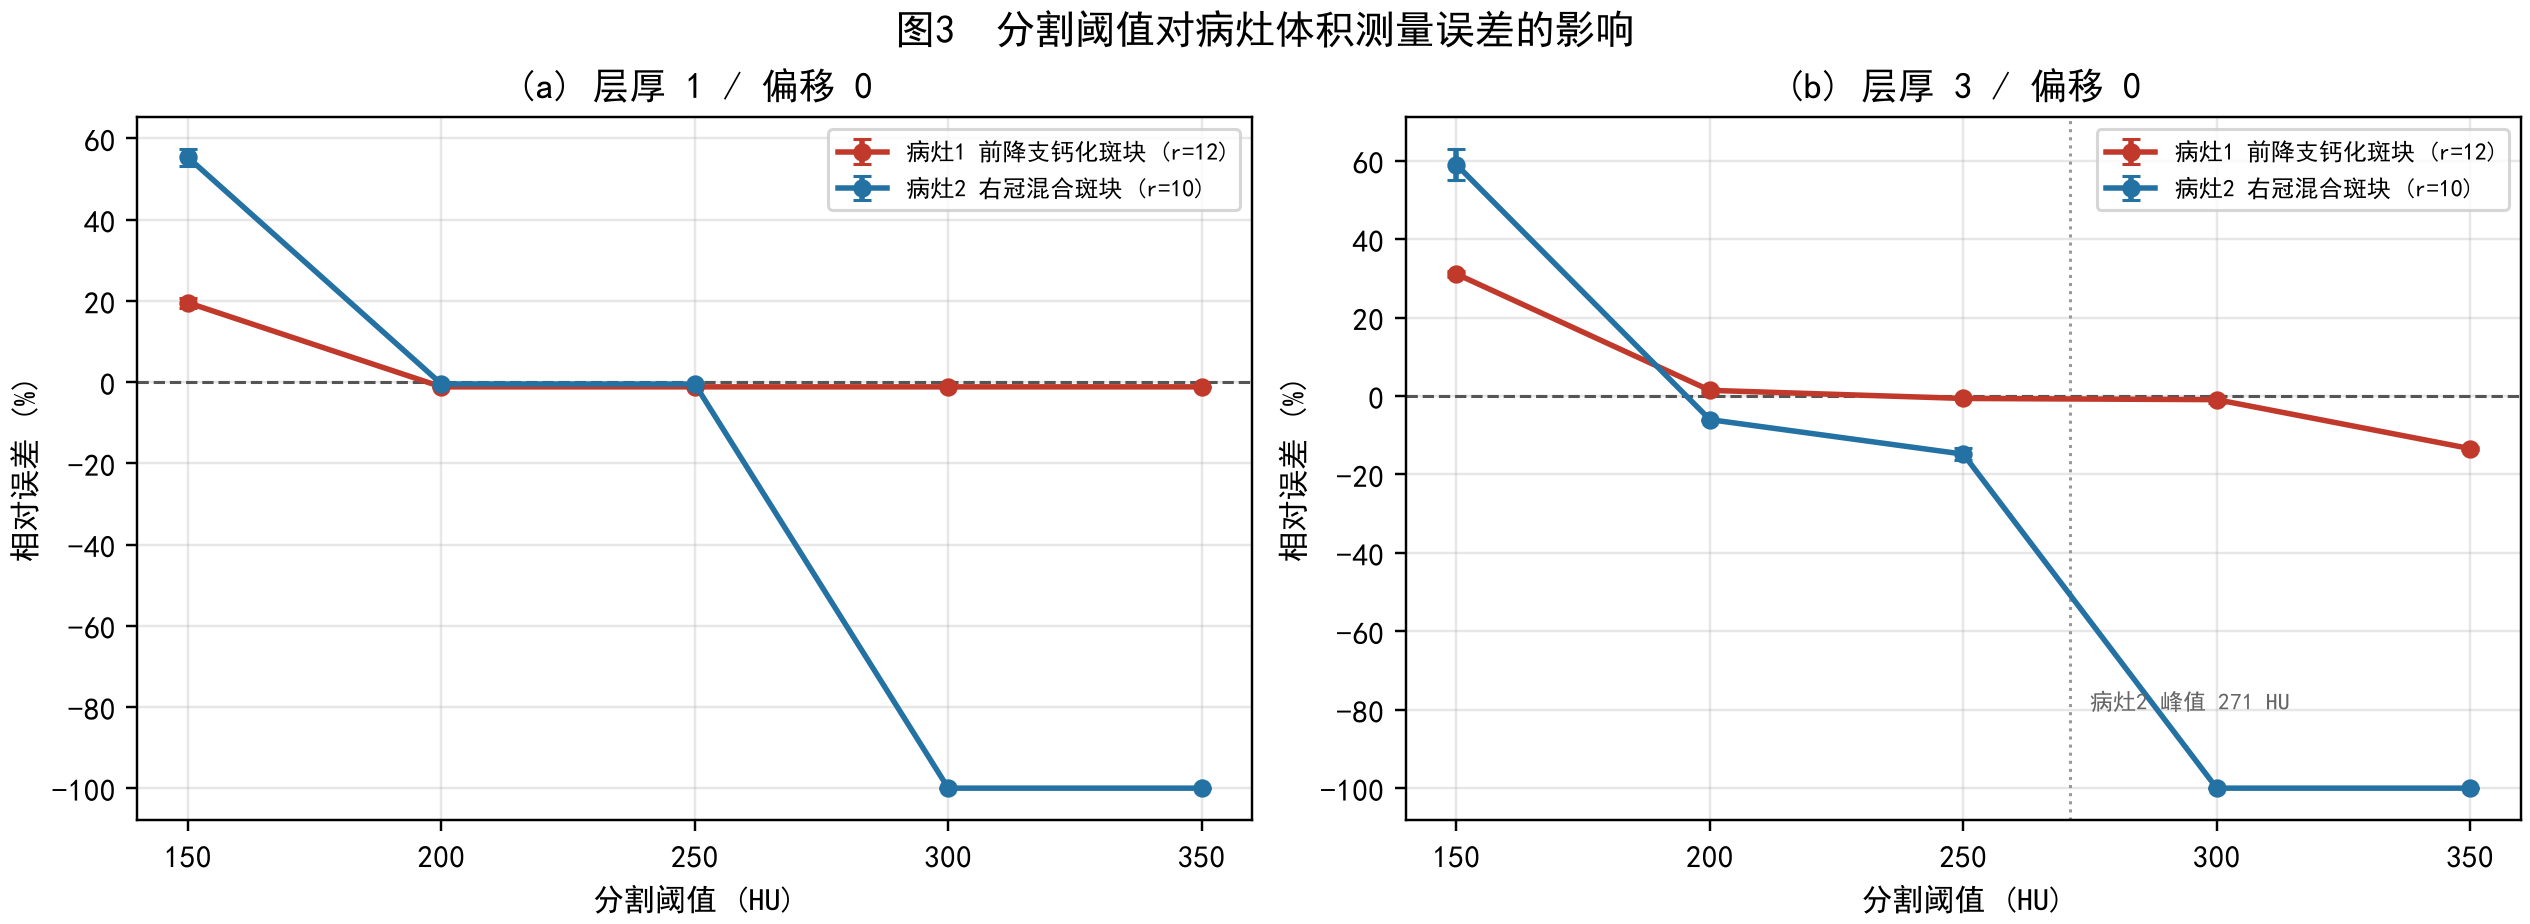 图3  分割阈值对病灶体积测量误差的影响
(a) 层厚 1 / 偏移 0
相对误差 (%)
60
40
20
0
−20
−40
−60
−80
−100
病灶1 前降支钙化斑块 (r=12)
病灶2 右冠混合斑块 (r=10)
150 200 250 300 350
分割阈值 (HU)
(b) 层厚 3 / 偏移 0
相对误差 (%)
60
40
20
0
−20
−40
−60
−80
−100
病灶1 前降支钙化斑块 (r=12)
病灶2 右冠混合斑块 (r=10)
病灶2 峰值 271 HU
150 200 250 300 350
分割阈值 (HU)